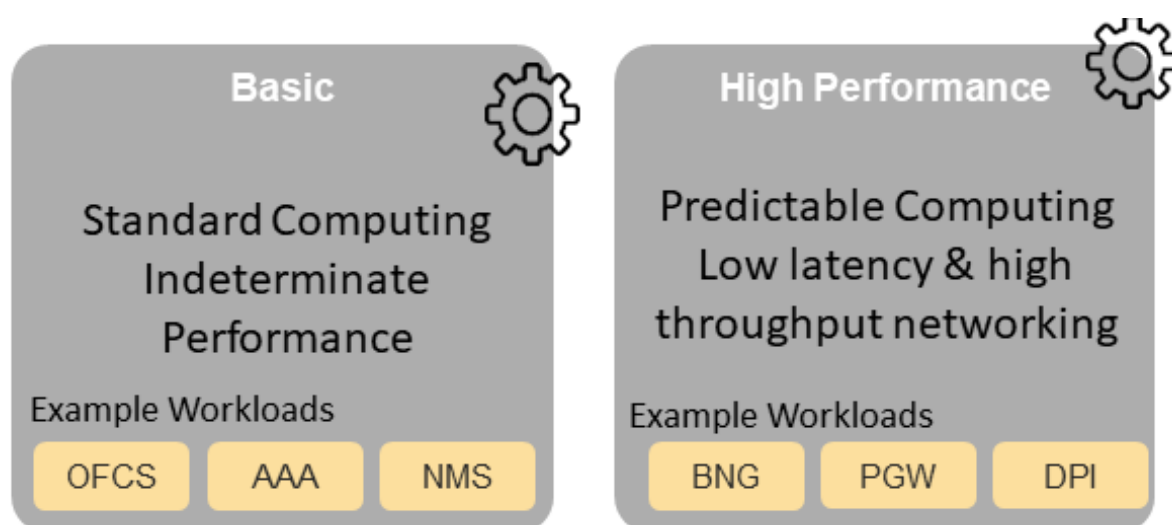 Basic
Standard Computing
Indeterminate
Performance
Example Workloads
OFCS
AAA
NMS
High Performance
Predictable Computing
Low latency & high
throughput networking
Example Workloads
BNG
PGW
DPI